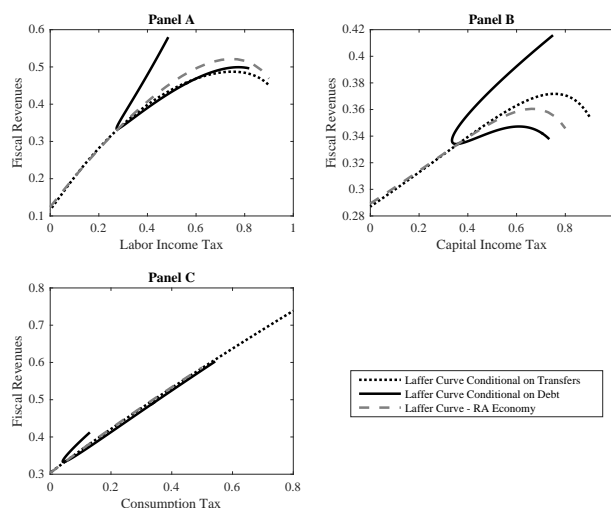 Panel A
Fiscal Revenues
0.6
0.5
0.4
0.3
0.2
0.1
0 0.2 0.4 0.6 0.8 1
Labor Income Tax
Panel B
Fiscal Revenues
0.42
0.4
0.38
0.36
0.34
0.32
0.3
0.28
0 0.2 0.4 0.6 0.8
Capital Income Tax
Panel C
Fiscal Revenues
0.8
0.7
0.6
0.5
0.4
0.3
0 0.2 0.4 0.6 0.8
Consumption Tax
Laffer Curve Conditional on Transfers
Laffer Curve Conditional on Debt
Laffer Curve - RA Economy